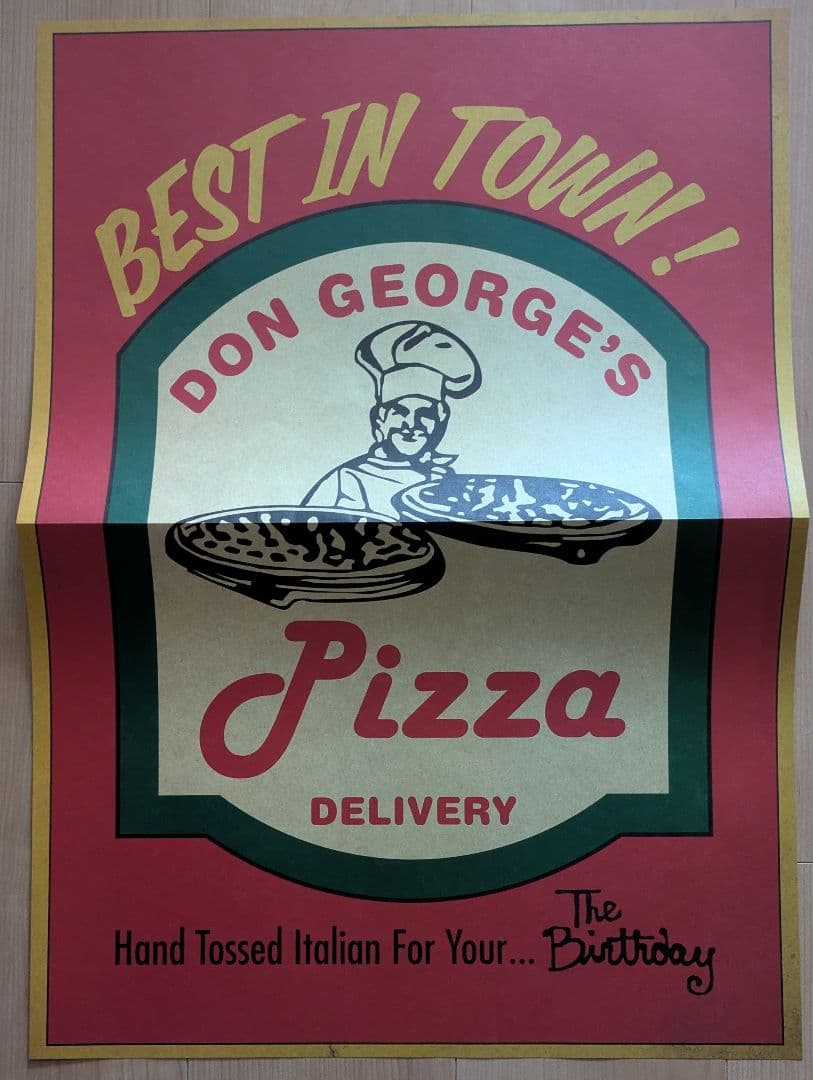 BEST IN TOWN!
DON GEORGE'S
Pizza
DELIVERY
Hand Tossed Italian For Your... The Birthday